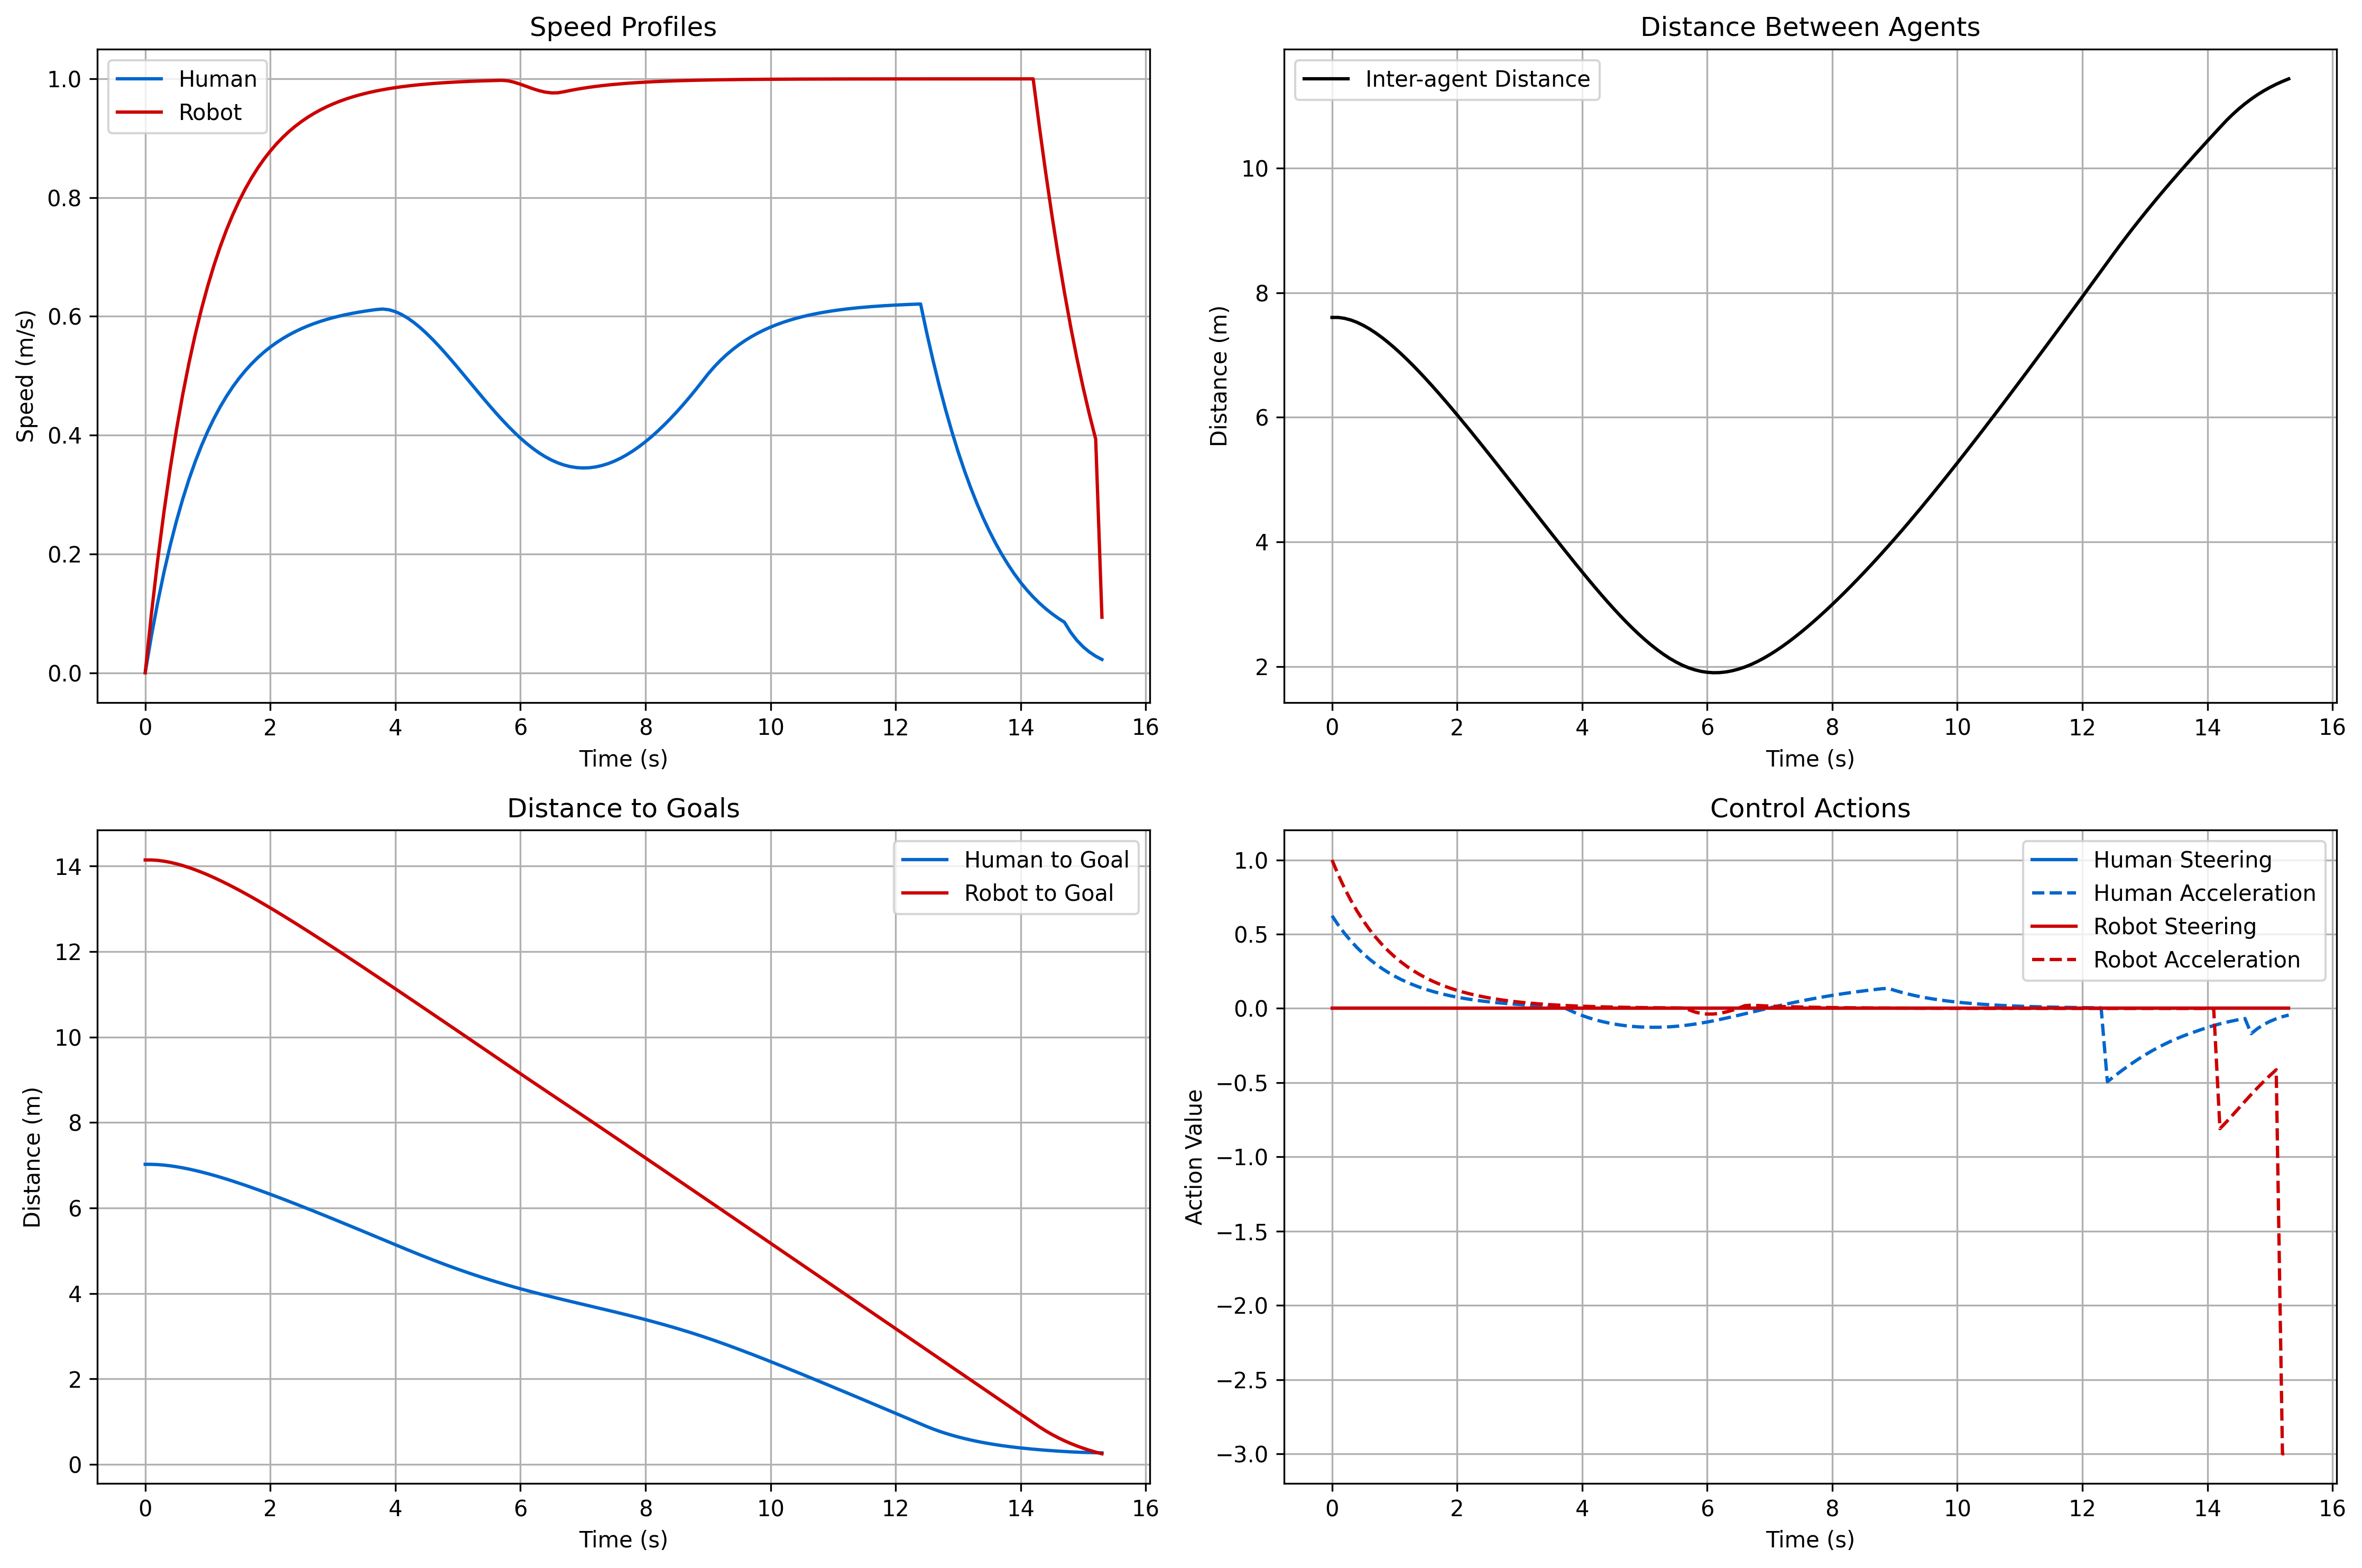 Speed Profiles
Human
Robot
1.0
0.8
0.6
0.4
0.2
0.0
Speed (m/s)
0 2 4 6 8 10 12 14 16
Time (s)
Distance Between Agents
Inter-agent Distance
10
8
6
4
2
Distance (m)
0 2 4 6 8 10 12 14 16
Time (s)
Distance to Goals
Human to Goal
Robot to Goal
14
12
10
8
6
4
2
0
Distance (m)
0 2 4 6 8 10 12 14 16
Time (s)
Control Actions
Human Steering
Human Acceleration
Robot Steering
Robot Acceleration
1.0
0.5
0.0
−0.5
−1.0
−1.5
−2.0
−2.5
−3.0
Action Value
0 2 4 6 8 10 12 14 16
Time (s)